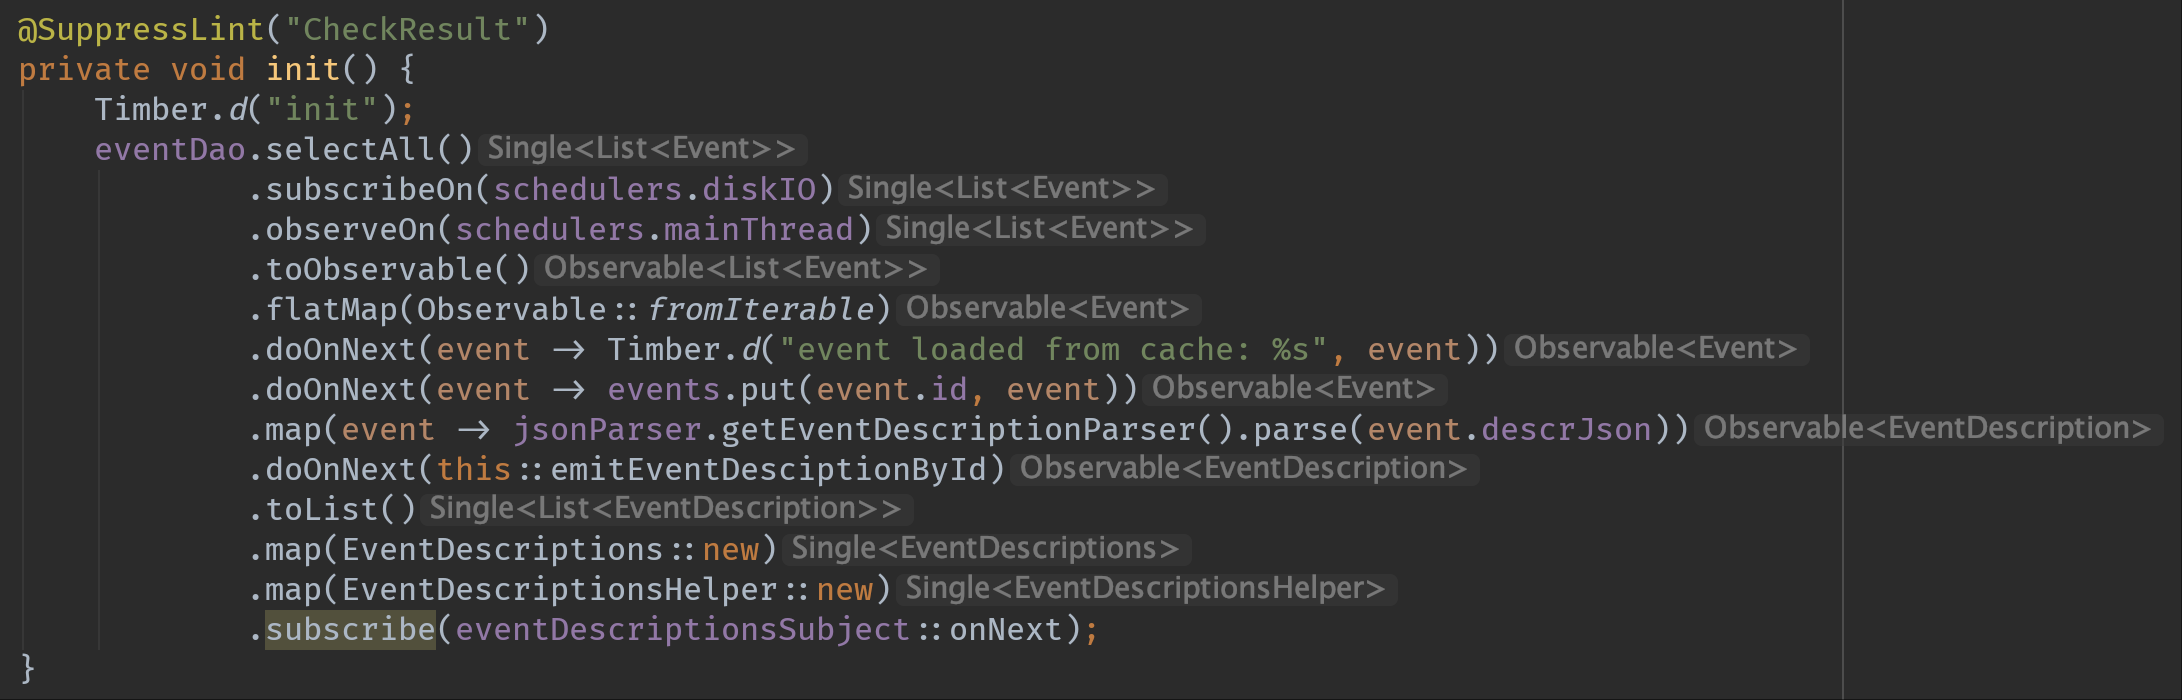 @SuppressLint("CheckResult")
private void init() {
Timber.d("init");
eventDao.selectAll() Single<List<Event>>
.subscribeOn(schedulers.diskIO) Single<List<Event>>
.observeOn(schedulers.mainThread) Single<List<Event>>
.toObservable() Observable<List<Event>>
.flatMap(Observable::fromIterable) Observable<Event>
.doOnNext(event -> Timber.d("event loaded from cache: %s", event)) Observable<Event>
.doOnNext(event -> events.put(event.id, event)) Observable<Event>
.map(event -> jsonParser.getEventDescriptionParser().parse(event.descrJson)) Observable<EventDescription>
.doOnNext(this::emitEventDesciptionById) Observable<EventDescription>
.toList() Single<List<EventDescription>>
.map(EventDescriptions::new) Single<EventDescriptions>
.map(EventDescriptionsHelper::new) Single<EventDescriptionsHelper>
.subscribe(eventDescriptionsSubject::onNext);
}